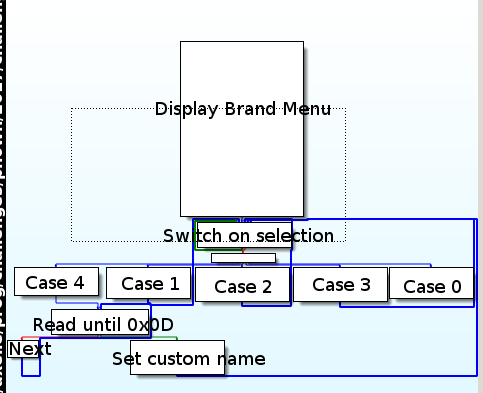 Display Brand Menu
Switch on selection
Case 4
Case 1
Case 2
Case 3
Case 0
Read until 0x0D
Next
Set custom name